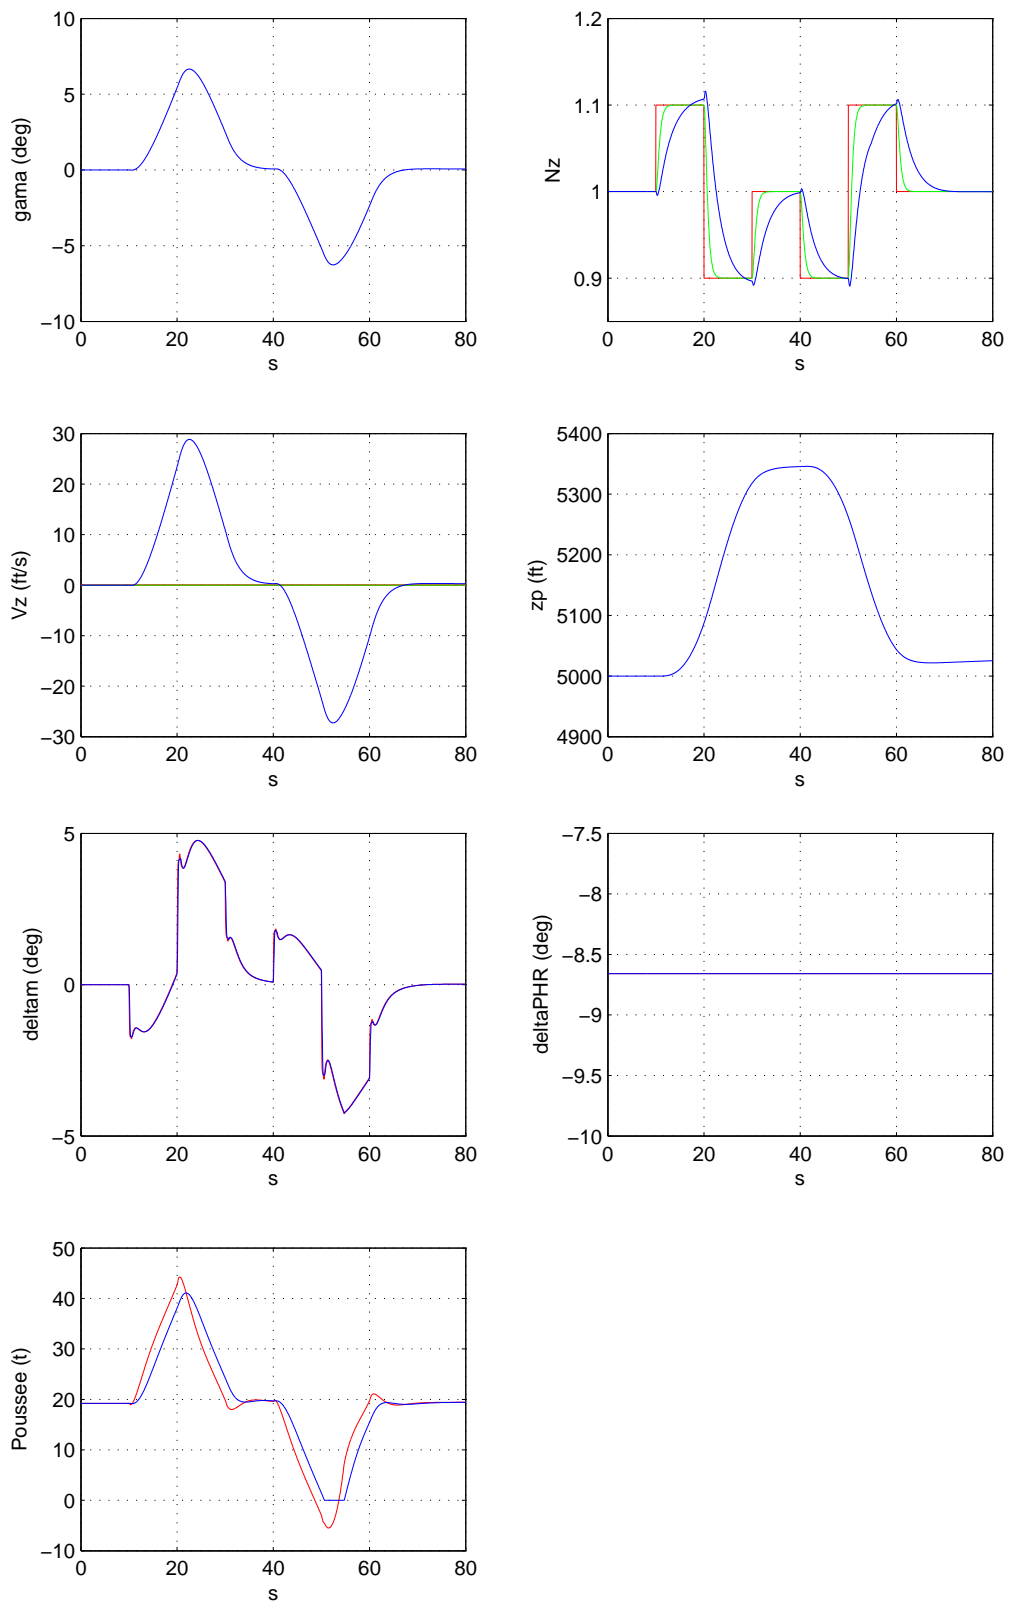 10
5
0
−5
−10
gama (deg)
0 20 40 60 80
s
1.2
1.1
1
0.9
Nz
0 20 40 60 80
s
30
20
10
0
−10
−20
−30
Vz (ft/s)
0 20 40 60 80
s
5400
5300
5200
5100
5000
4900
zp (ft)
0 20 40 60 80
s
5
0
−5
deltam (deg)
0 20 40 60 80
s
−7.5
−8
−8.5
−9
−9.5
−10
deltaPHR (deg)
0 20 40 60 80
s
50
40
30
20
10
0
−10
Poussee (t)
0 20 40 60 80
s